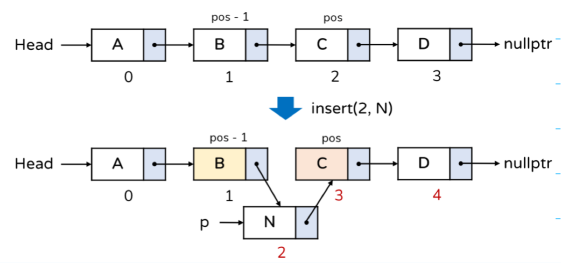 pos - 1 pos
Head A B C D nullptr
0 1 2 3
insert(2, N)
pos - 1 pos
Head A B C D nullptr
0 1 3 4
p N
2